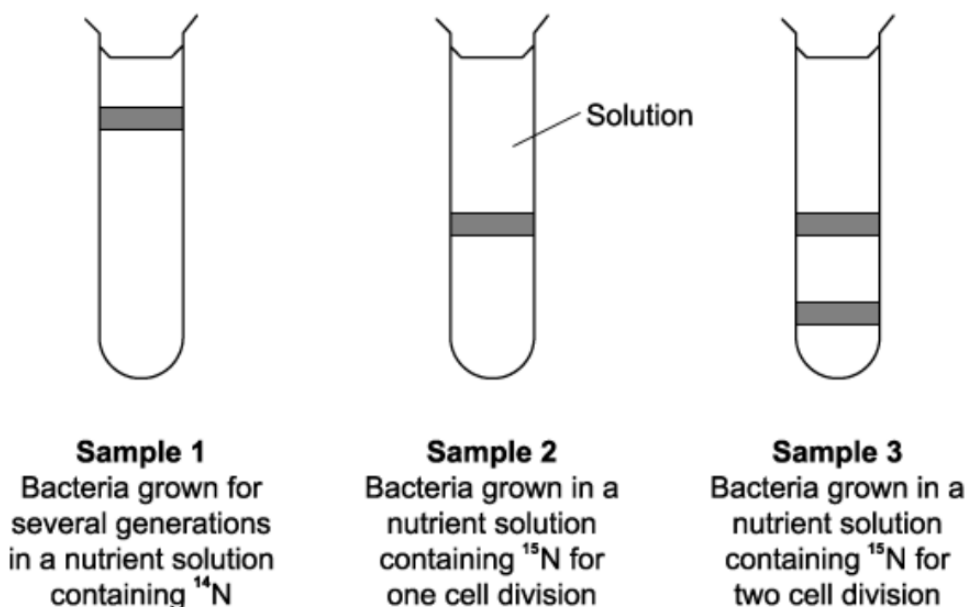 Solution
Sample 1
Bacteria grown for
several generations
in a nutrient solution
containing ¹⁴N
Sample 2
Bacteria grown in a
nutrient solution
containing ¹⁵N for
one cell division
Sample 3
Bacteria grown in a
nutrient solution
containing ¹⁵N for
two cell division